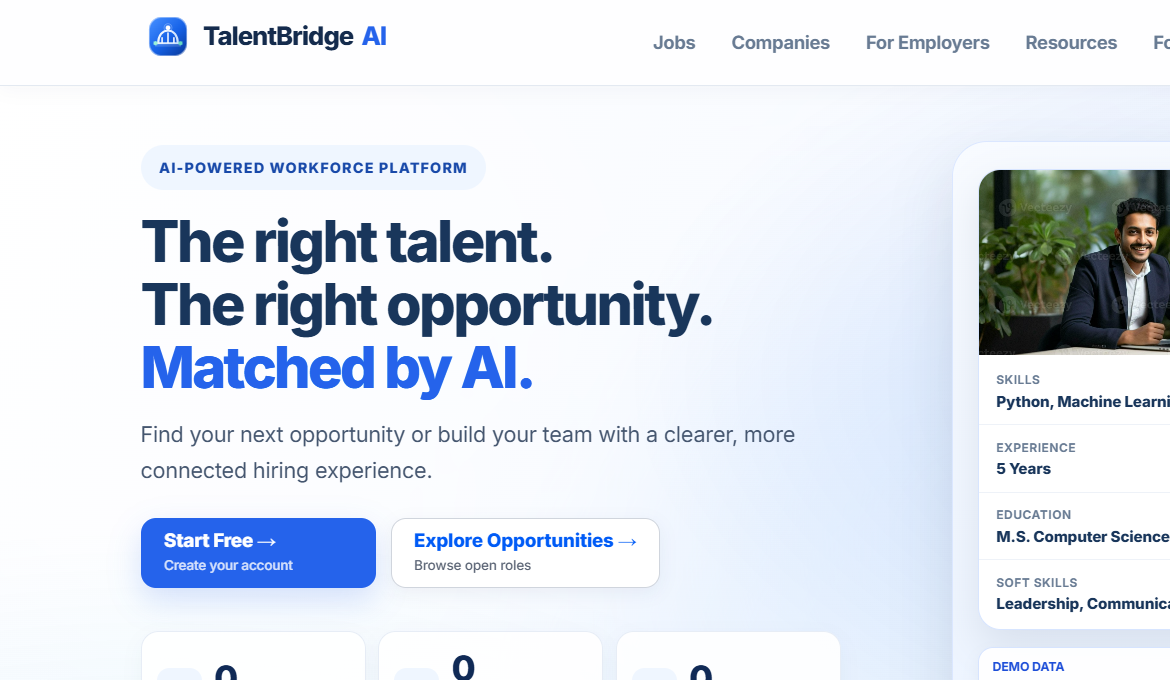 TalentBridge AI
Jobs Companies For Employers Resources Fo
AI-POWERED WORKFORCE PLATFORM
The right talent.
The right opportunity.
Matched by AI.
Find your next opportunity or build your team with a clearer, more
connected hiring experience.
Start Free →
Create your account
Explore Opportunities →
Browse open roles
0
0
0
Vecteezy
SKILLS
Python, Machine Learni
EXPERIENCE
5 Years
EDUCATION
M.S. Computer Science
SOFT SKILLS
Leadership, Communica
DEMO DATA